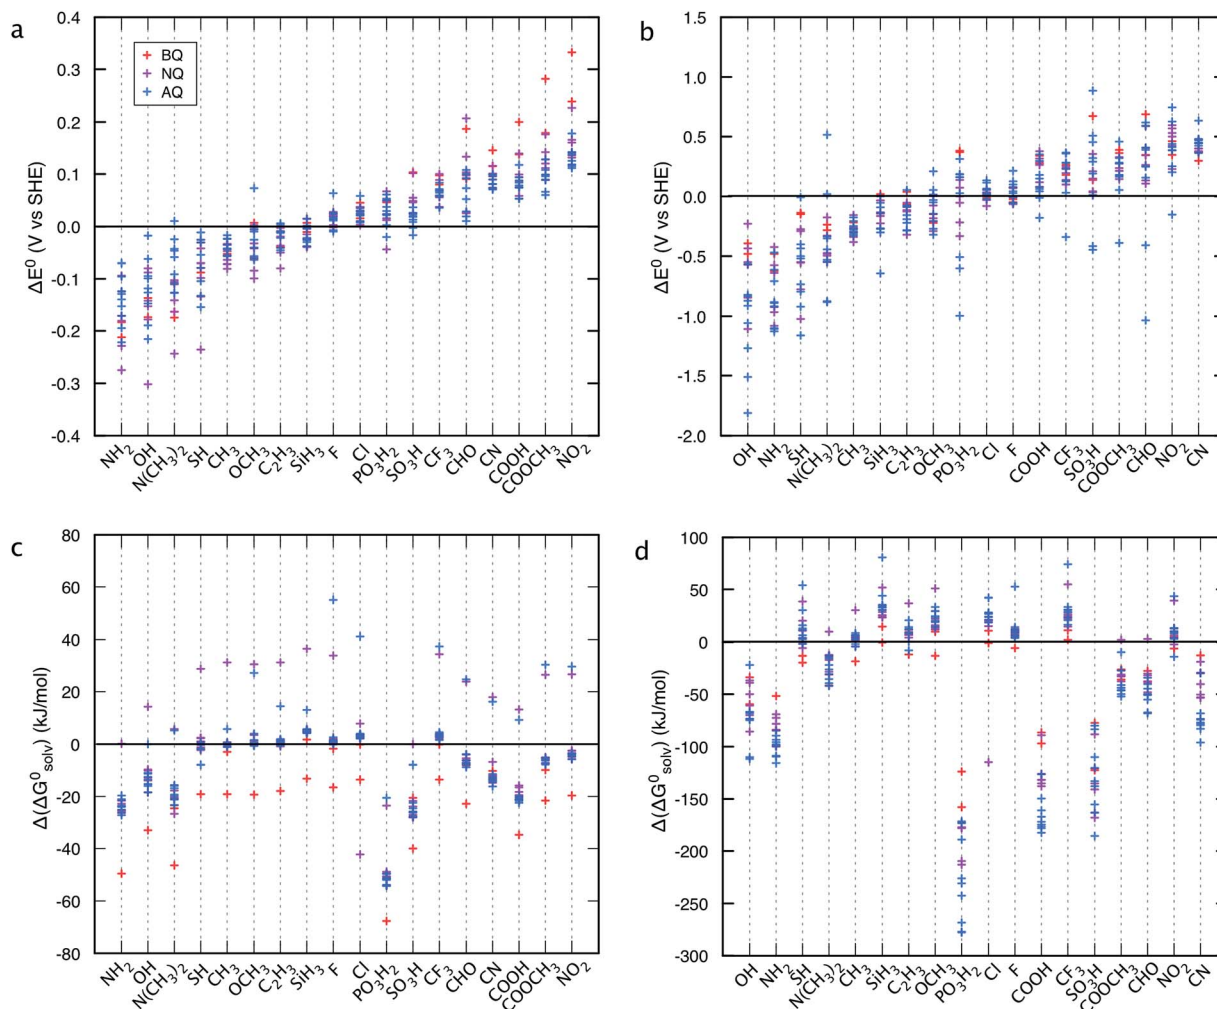 a
ΔE⁰ (V vs SHE)
0.4
0.3
0.2
0.1
0.0
-0.1
-0.2
-0.3
-0.4
BQ
NQ
AQ
NH₂
OH
N(CH₃)₂
SH
CH₃
OCH₃
C₂H₃
SiH₃
F
Cl
PO₃H₂
SO₃H
CF₃
CHO
CN
COOH
COOCH₃
NO₂
b
ΔE⁰ (V vs SHE)
1.5
1.0
0.5
0.0
-0.5
-1.0
-1.5
-2.0
OH
NH₂
SH
N(CH₃)₂
CH₃
SiH₃
C₂H₃
OCH₃
PO₃H₂
Cl
F
COOH
CF₃
SO₃H
COOCH₃
CHO
NO₂
CN
c
Δ(ΔG⁰solv) (kJ/mol)
80
60
40
20
0
-20
-40
-60
-80
NH₂
OH
N(CH₃)₂
SH
CH₃
OCH₃
C₂H₃
SiH₃
F
Cl
PO₃H₂
SO₃H
CF₃
CHO
CN
COOH
COOCH₃
NO₂
d
Δ(ΔG⁰solv) (kJ/mol)
100
50
0
-50
-100
-150
-200
-250
-300
OH
NH₂
SH
N(CH₃)₂
CH₃
SiH₃
C₂H₃
OCH₃
PO₃H₂
Cl
F
COOH
CF₃
SO₃H
COOCH₃
CHO
NO₂
CN